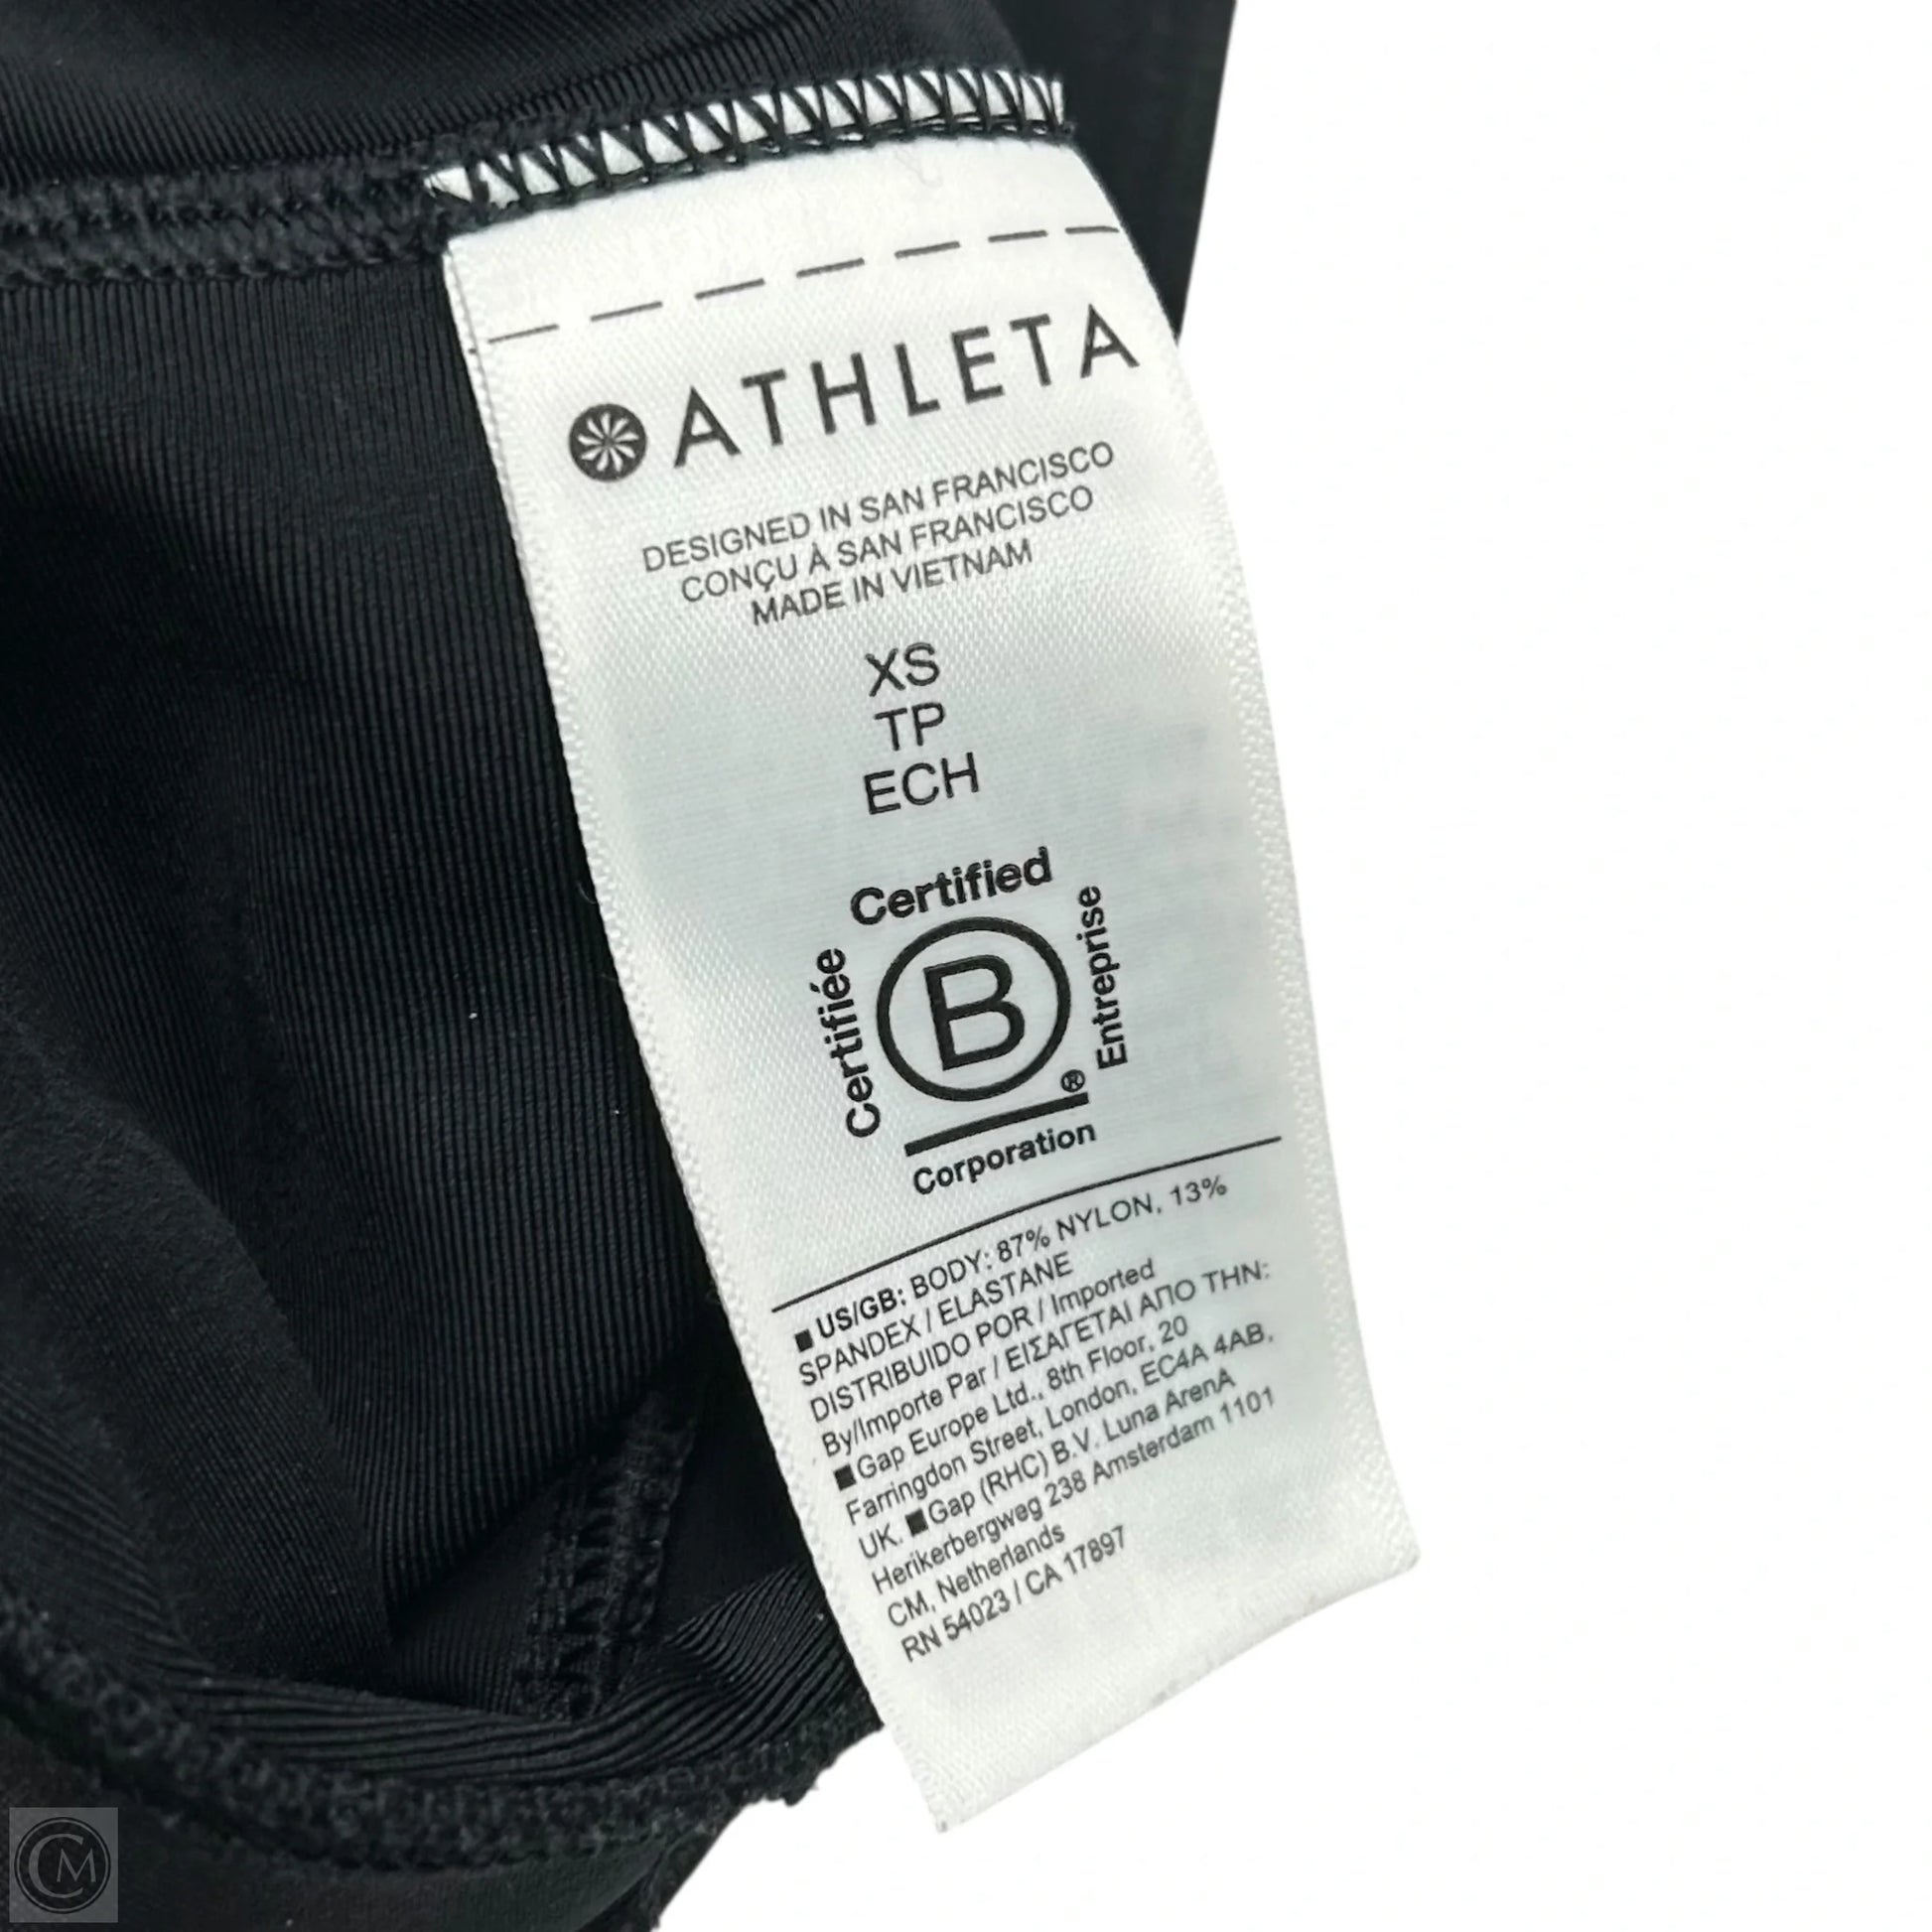 ATHLETA
DESIGNED IN SAN FRANCISCO
CONÇU À SAN FRANCISCO
MADE IN VIETNAM
XS
TP
ECH
Certified
Certifiée
B
Entreprise
®
Corporation
■ US/GB: BODY: 87% NYLON, 13%
SPANDEX / ELASTANE
DISTRIBUIDO POR / Imported
By/Importe Par / ΕΙΣΑΓΕΤΑΙ ΑΠΟ ΤΗΝ:
■Gap Europe Ltd., 8th Floor, 20
Farringdon Street, London, EC4A 4AB,
UK. ■Gap (RHC) B.V. Luna ArenA
Herikerbergweg 238 Amsterdam 1101
CM, Netherlands
RN 54023 / CA 17897
CM